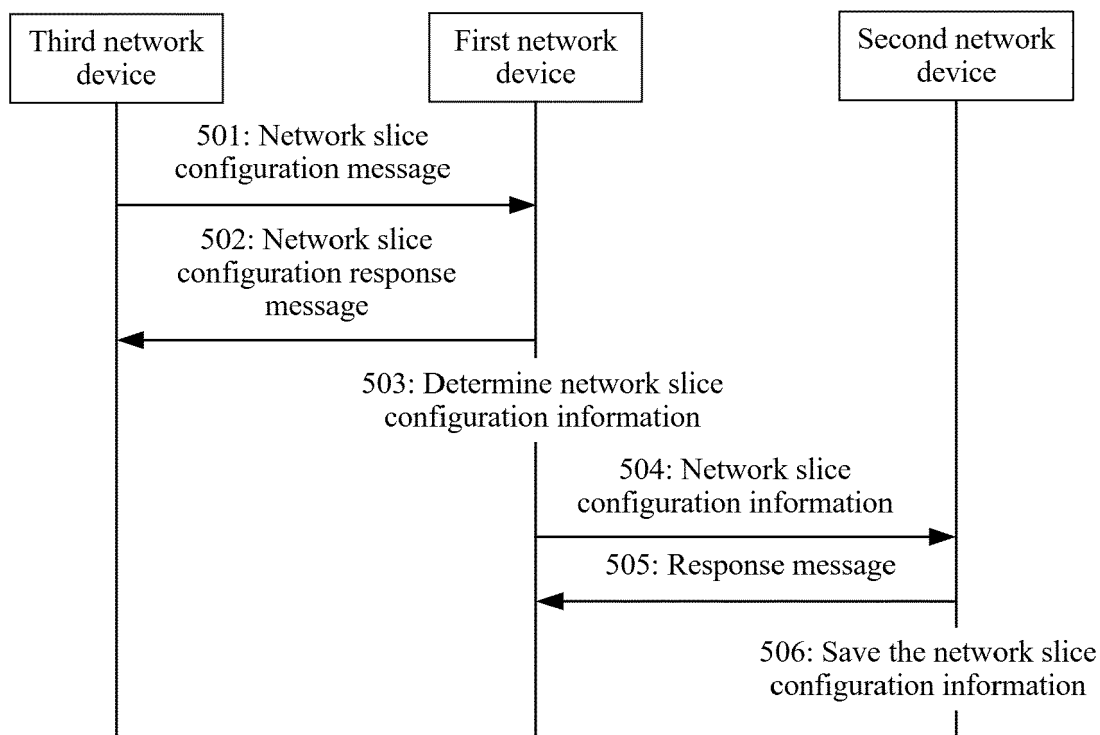 Third network
device
First network
device
Second network
device
501: Network slice
configuration message
502: Network slice
configuration response
message
503: Determine network slice
configuration information
504: Network slice
configuration information
505: Response message
506: Save the network slice
configuration information